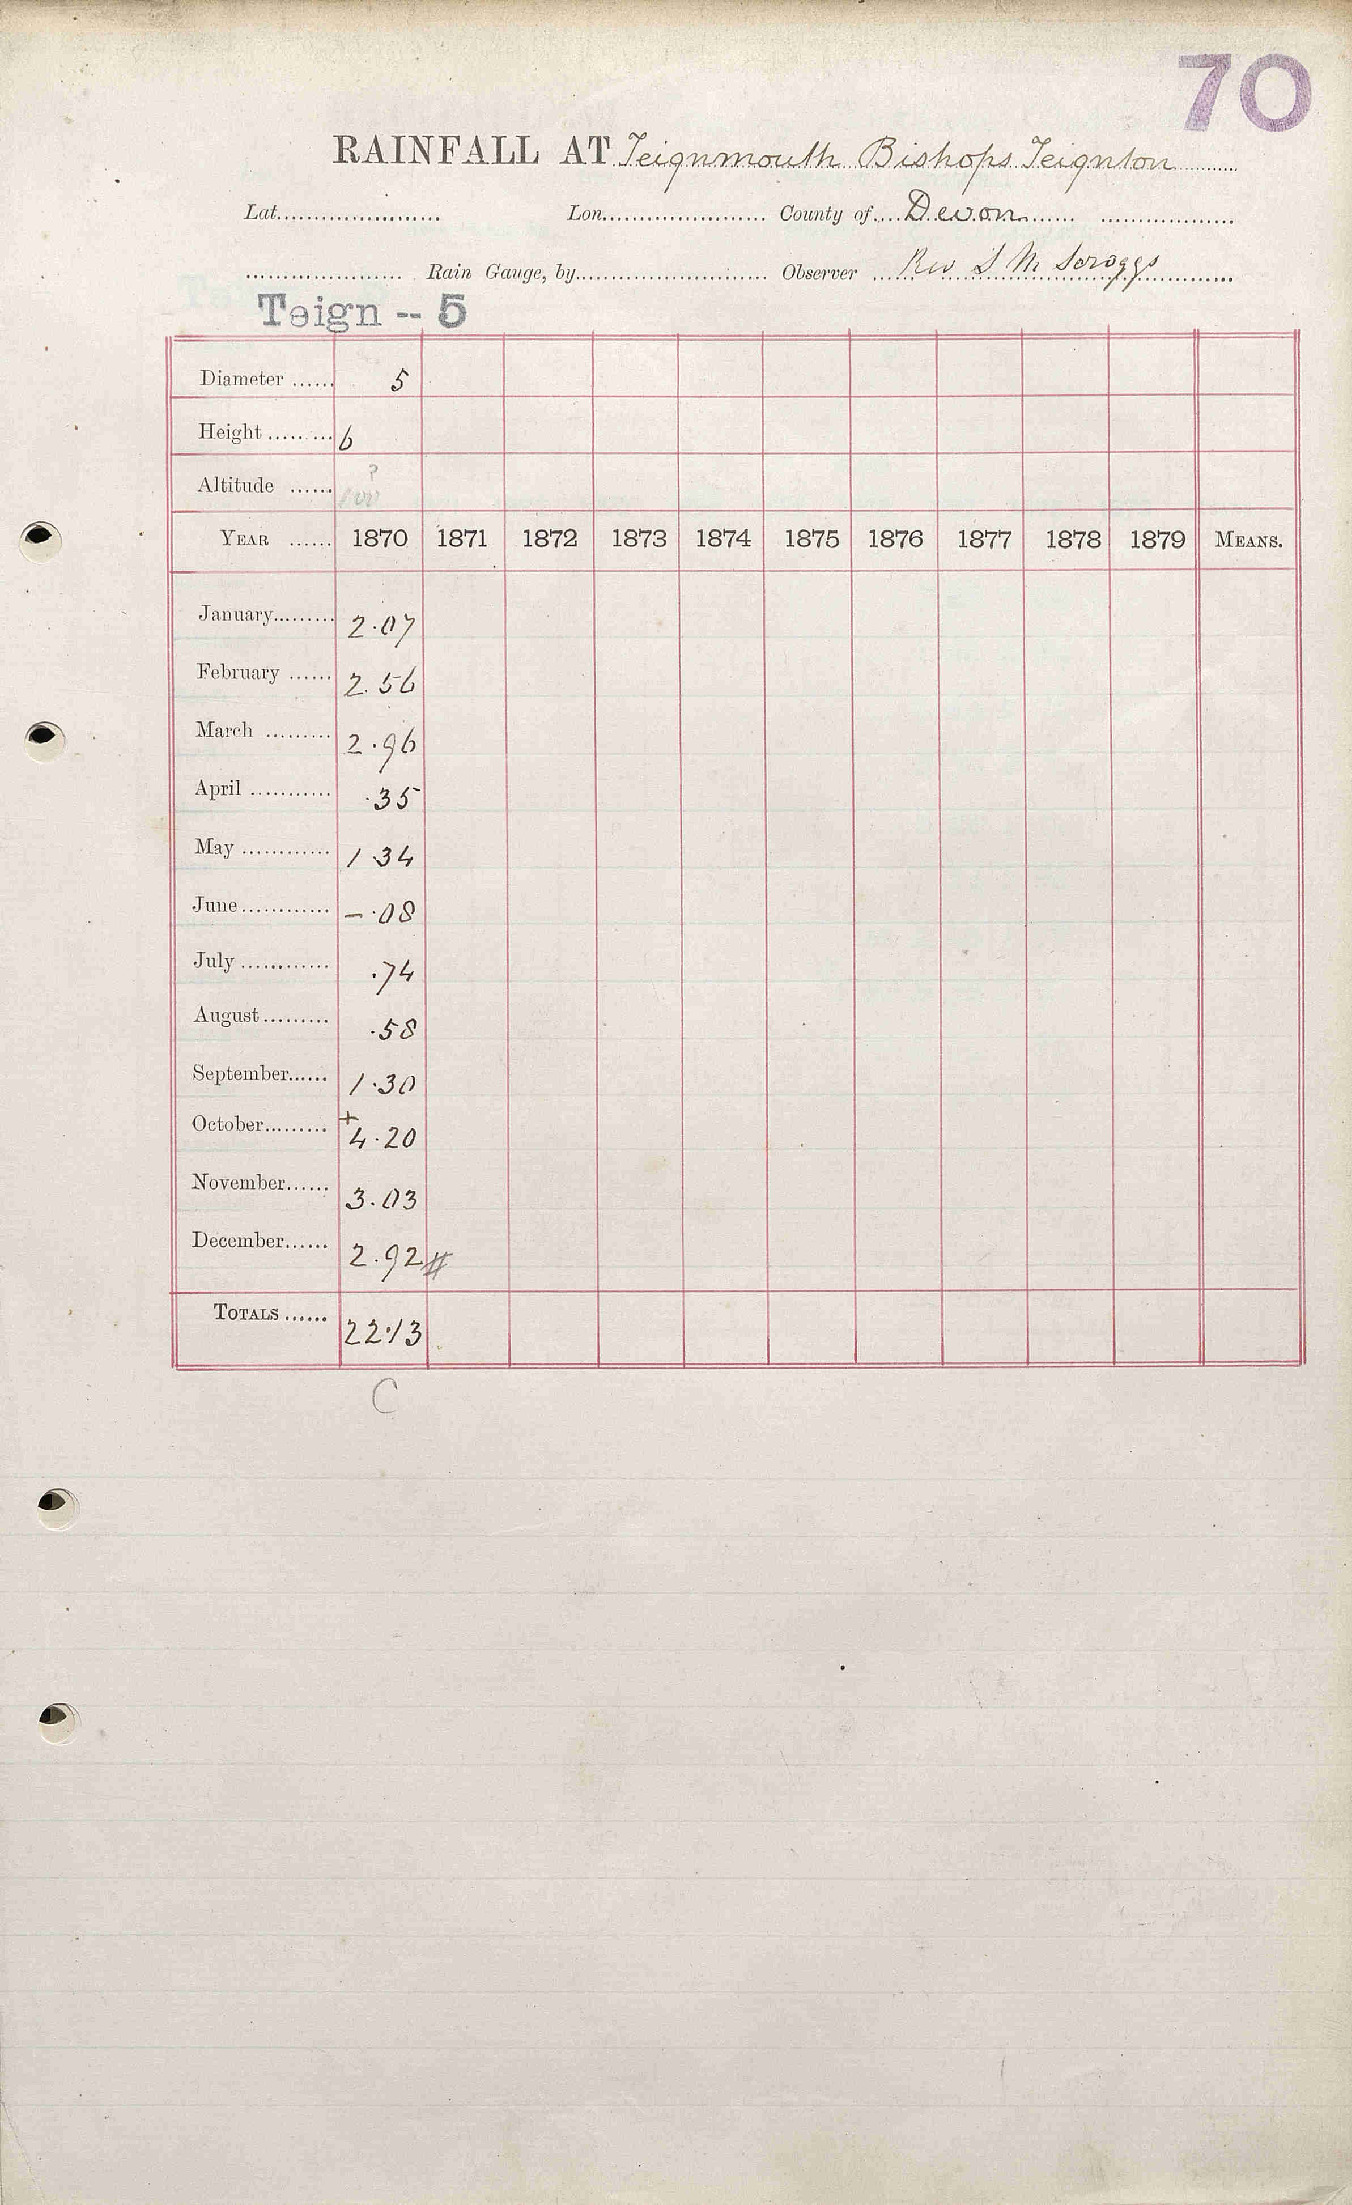 70
RAINFALL AT Teignmouth Bishops Teignton
Lat. Lon. County of Devon
Rain Gauge, by Observer Rev S M Scroggs
Teign -- 5
Diameter 5
Height 6
Altitude 100 ?
YEAR 1870 1871 1872 1873 1874 1875 1876 1877 1878 1879 MEANS.
January 2.07
February 2.56
March 2.96
April .35
May 1 34
June - .08
July .74
August .58
September 1.30
October + 4.20
November 3.03
December 2.92 #
TOTALS 22.13
C